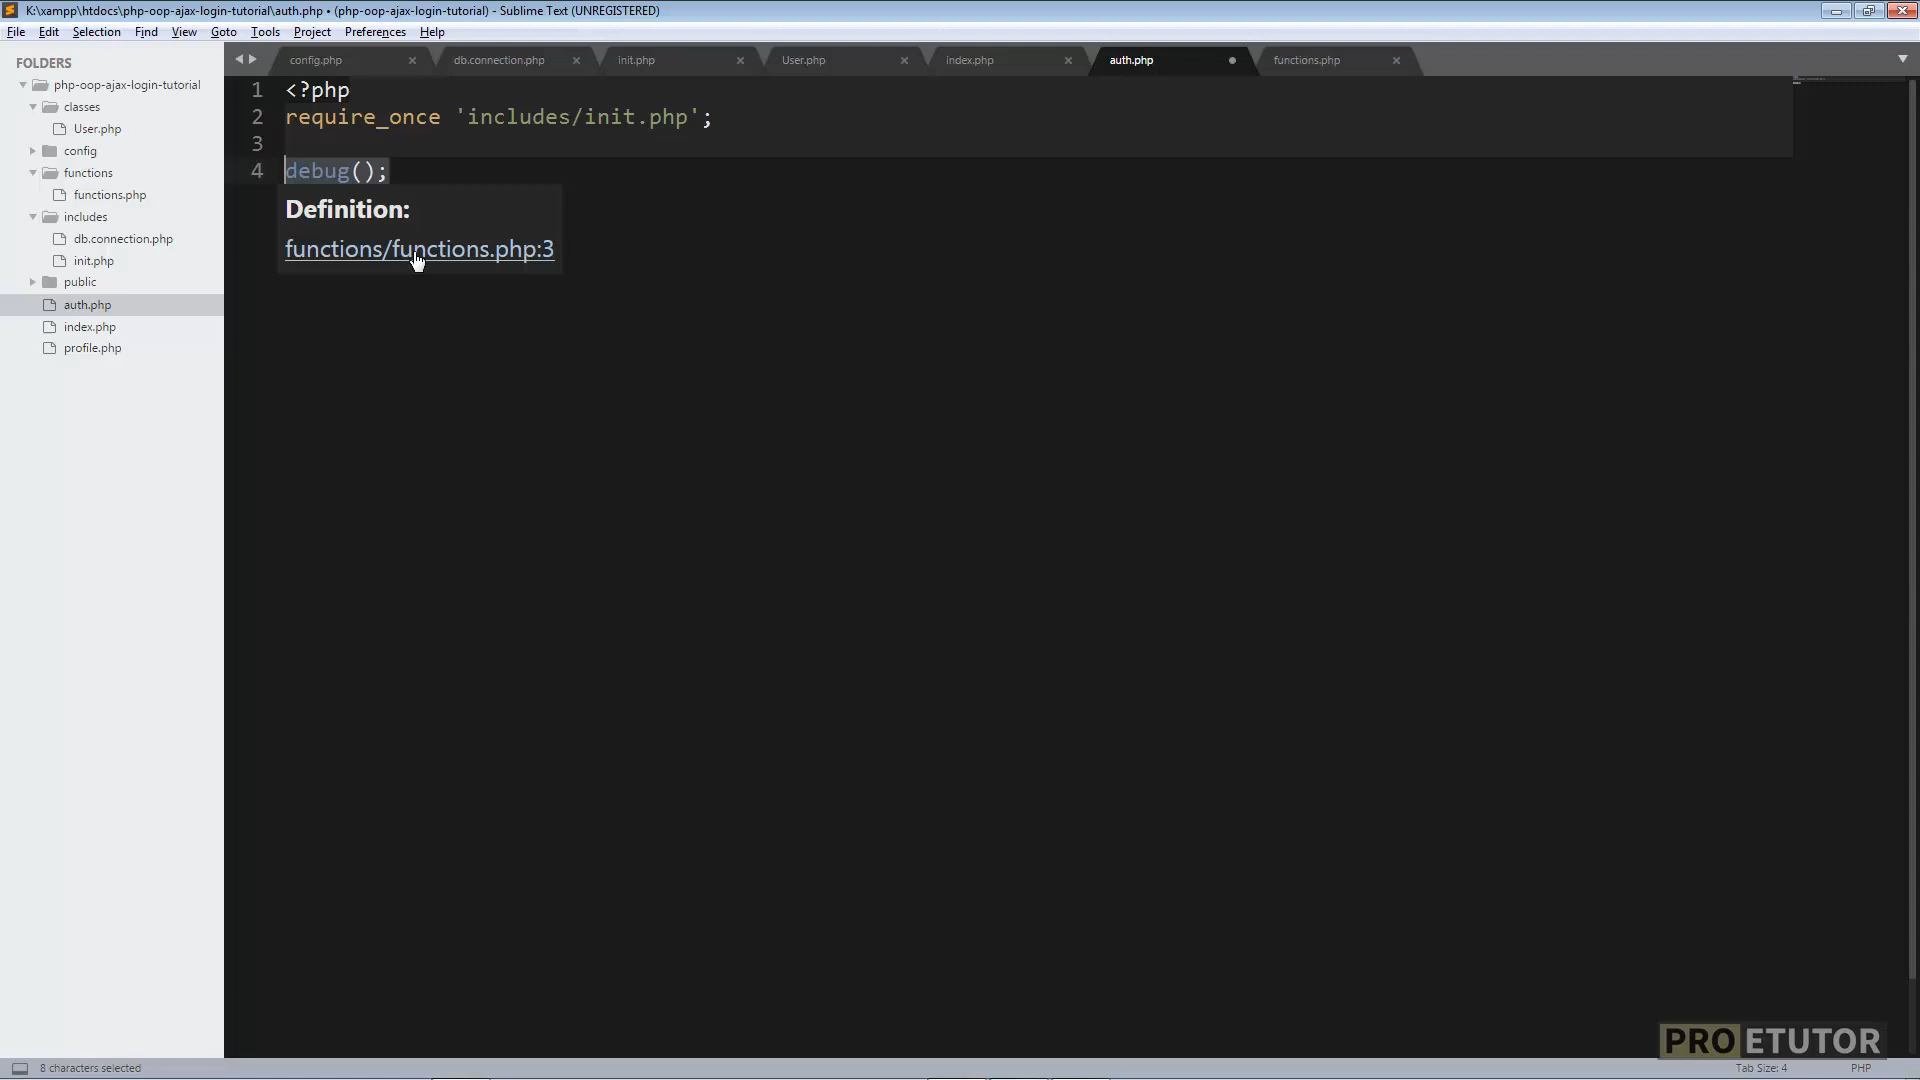 K:\xampp\htdocs\php-oop-ajax-login-tutorial\auth.php • (php-oop-ajax-login-tutorial) - Sublime Text (UNREGISTERED)
File Edit Selection Find View Goto Tools Project Preferences Help
FOLDERS
php-oop-ajax-login-tutorial
classes
User.php
config
functions
functions.php
includes
db.connection.php
init.php
public
auth.php
index.php
profile.php
config.php db.connection.php init.php User.php index.php auth.php functions.php
1 <?php
2 require_once 'includes/init.php';
3
4 debug();
Definition:
functions/functions.php:3
PRO ETUTOR
8 characters selected
Tab Size: 4
PHP